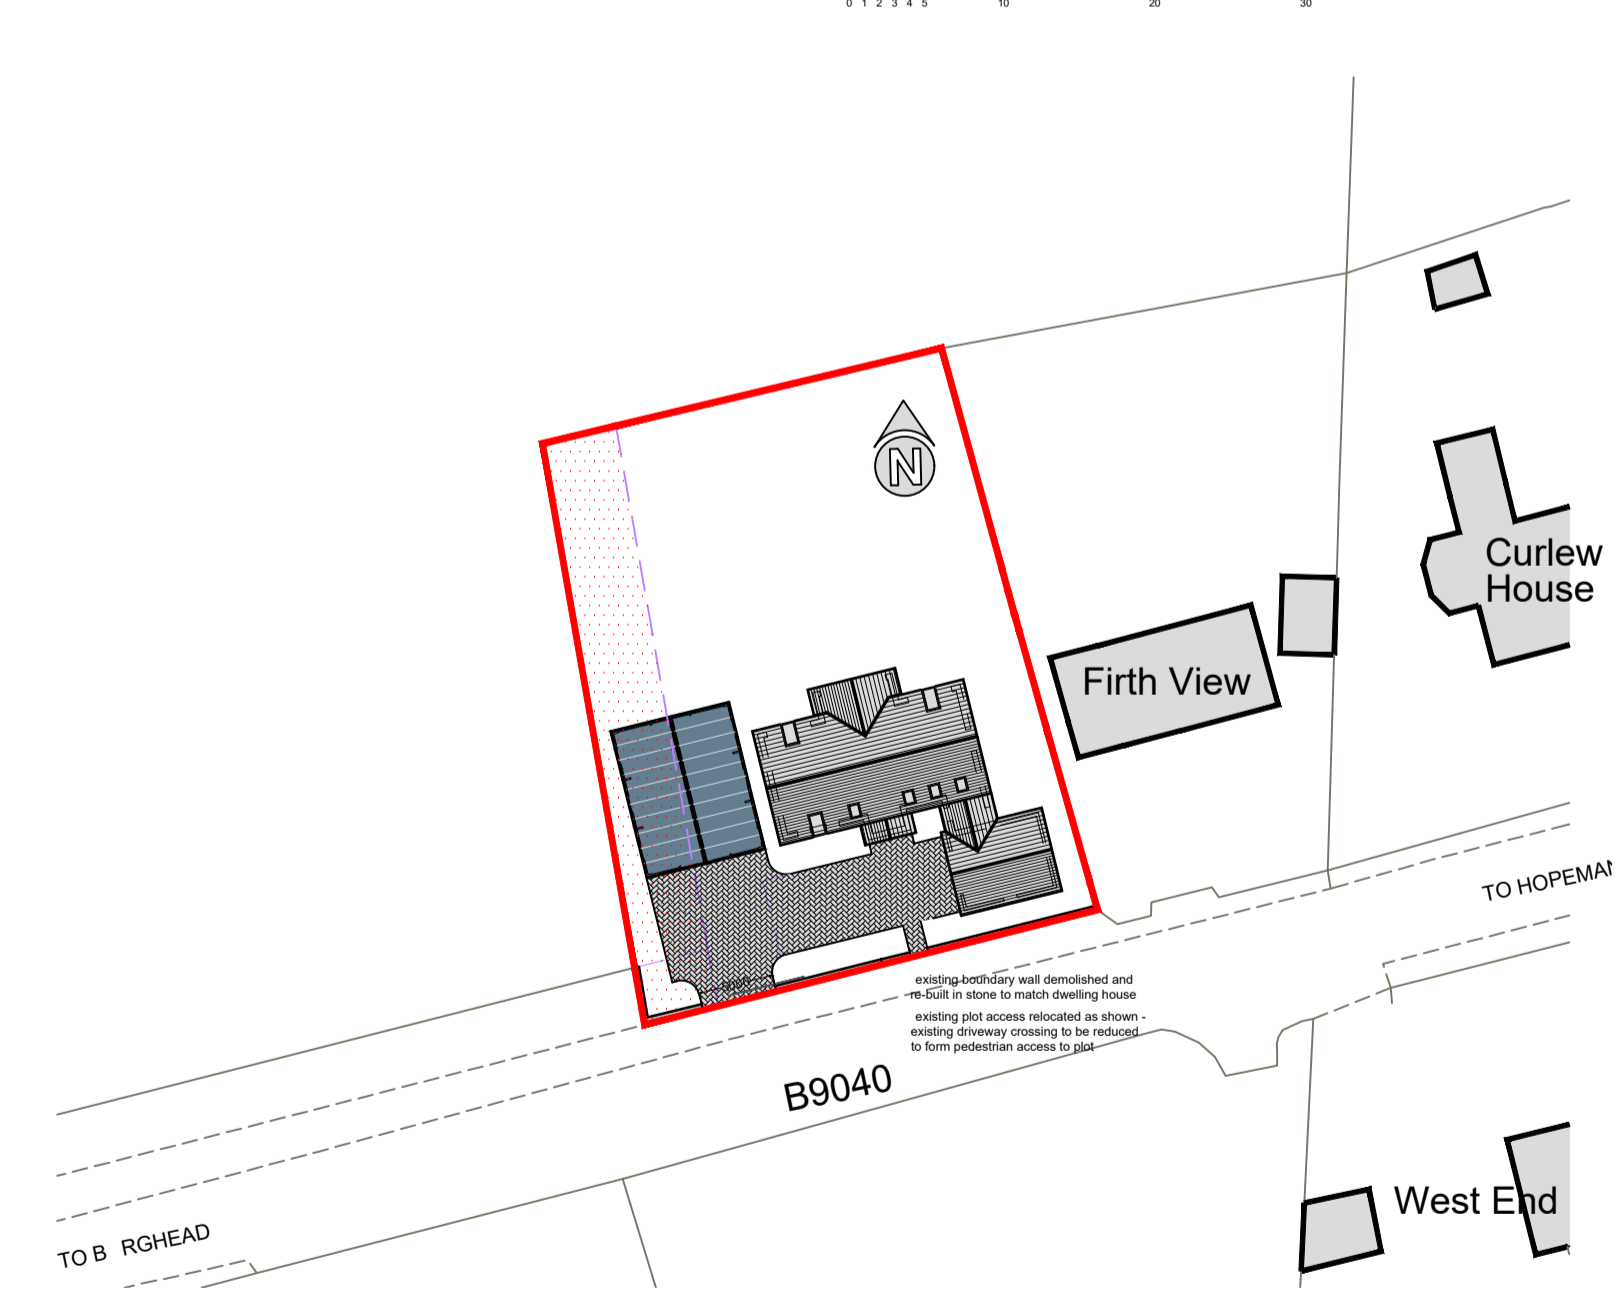 0 1 2 3 4 5 10 20 30
N
Curlew
House
Firth View
TO HOPEMAN
existing boundary wall demolished and
re-built in stone to match dwelling house
existing plot access relocated as shown -
existing driveway crossing to be reduced
to form pedestrian access to plot
B9040
West End
TO B RGHEAD